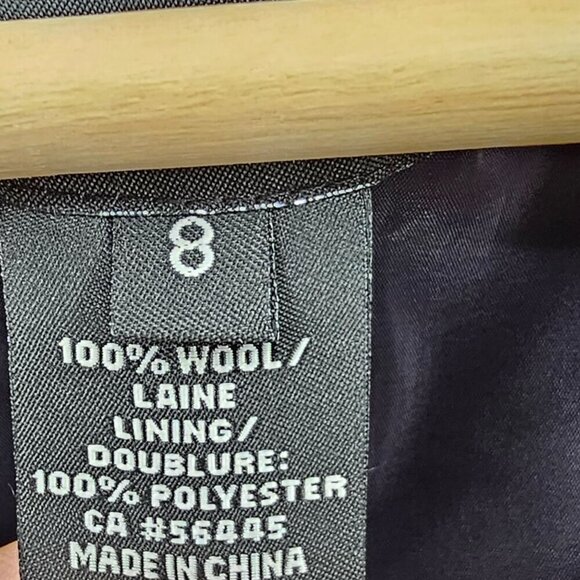 8
100% WOOL/
LAINE
LINING/
DOUBLURE:
100% POLYESTER
CA #56445
MADE IN CHINA